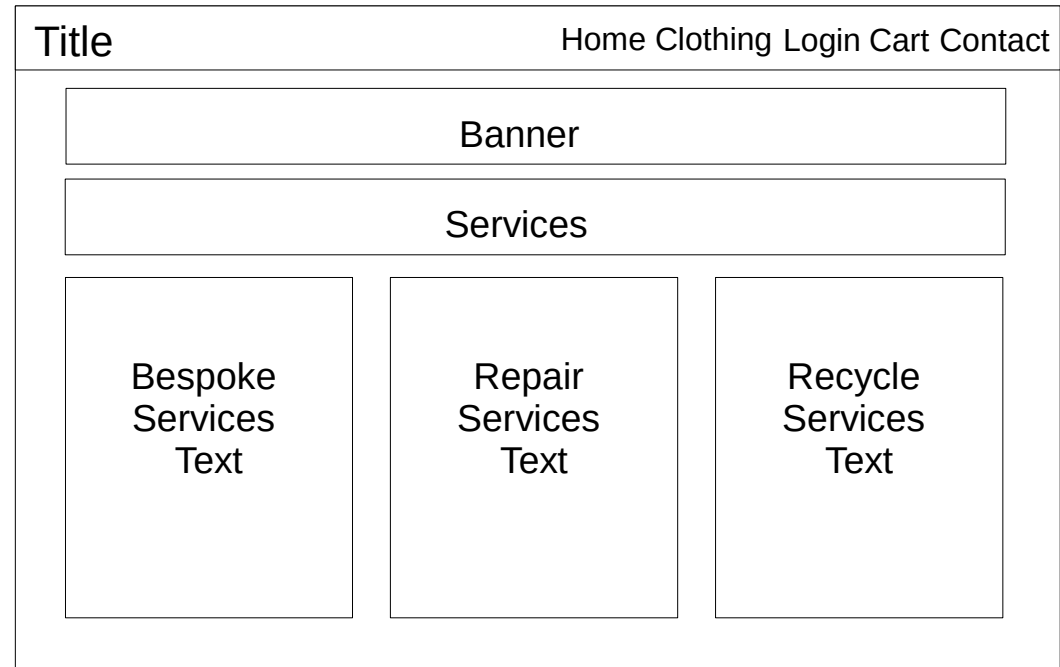 Title
Home Clothing Login Cart Contact
Banner
Services
Bespoke
Services
Text
Repair
Services
Text
Recycle
Services
Text